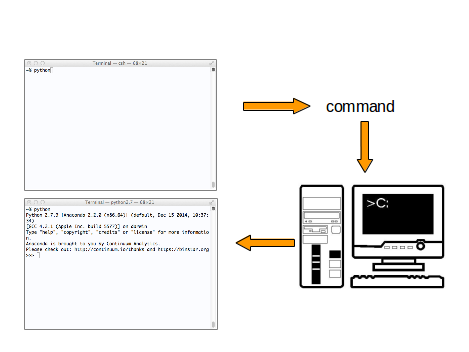 Terminal — csh — 80×21
~% python
command
>C:
Terminal — python2.7 — 80×21
~% python
Python 2.7.9 |Anaconda 2.2.0 (x86_64)| (default, Dec 15 2014, 10:37:
34)
[GCC 4.2.1 (Apple Inc. build 5577)] on darwin
Type "help", "copyright", "credits" or "license" for more informatio
Anaconda is brought to you by Continuum Analytics.
Please check out: http://continuum.io/thanks and https://binstar.org
>>>